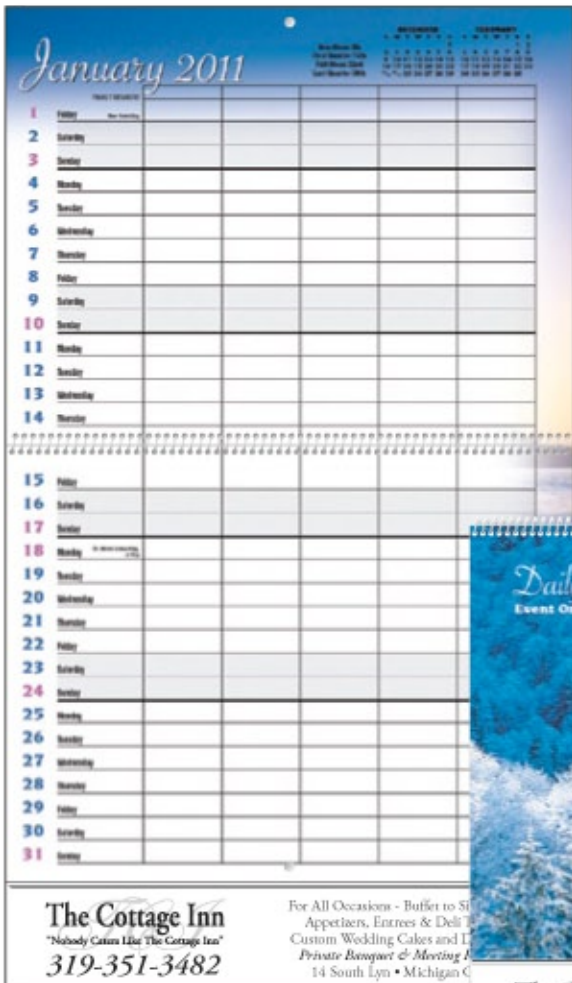 January 2011
1 Friday
2 Saturday
3 Sunday
4 Monday
5 Tuesday
6 Wednesday
7 Thursday
8 Friday
9 Saturday
10 Sunday
11 Monday
12 Tuesday
13 Wednesday
14 Thursday
15 Friday
16 Saturday
17 Sunday
18 Monday
19 Tuesday
20 Wednesday
21 Thursday
22 Friday
23 Saturday
24 Sunday
25 Monday
26 Tuesday
27 Wednesday
28 Thursday
29 Friday
30 Saturday
31 Sunday
Dail
Event Or
The Cottage Inn
"Nobody Caters Like The Cottage Inn"
319-351-3482
For All Occasions - Buffet to Si
Appetizers, Entrees & Deli T
Custom Wedding Cakes and D
Private Banquet & Meeting
14 South Lyn • Michigan C